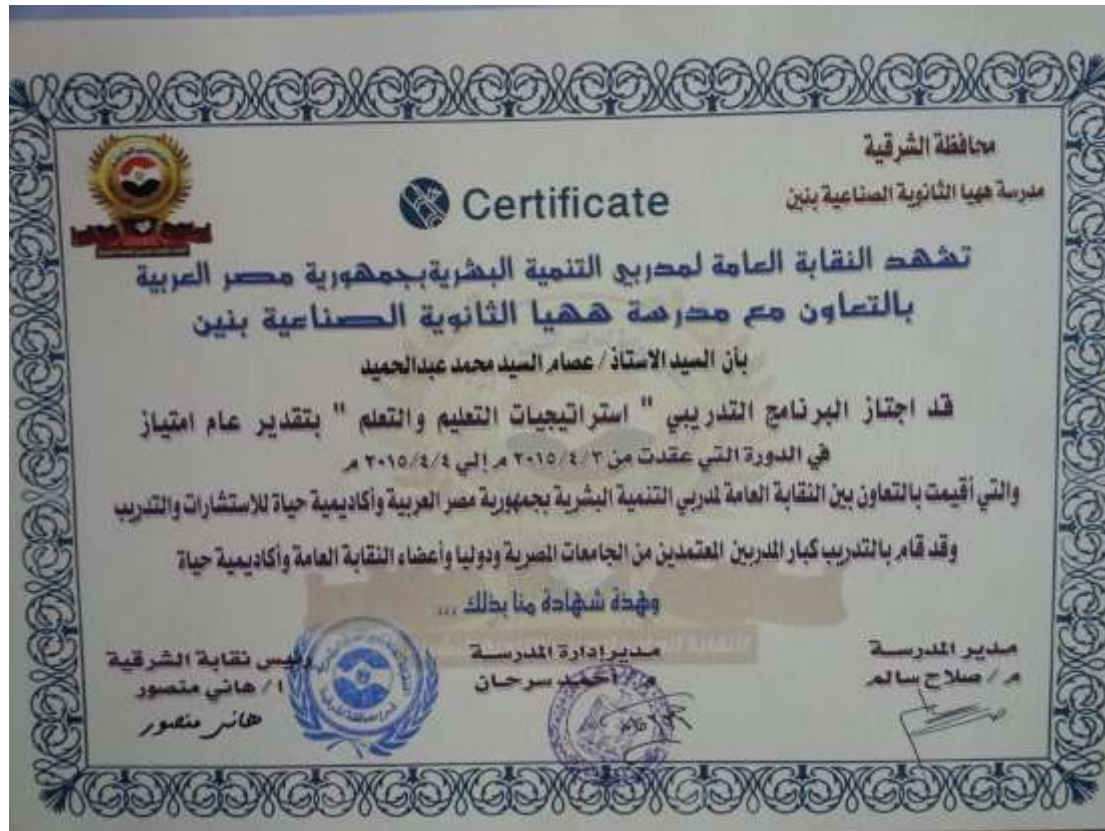 محافظة الشرقية
مدرسة ههيا الثانوية الصناعية بنين
Certificate
تشهد النقابة العامة لمدربي التنمية البشرية بجمهورية مصر العربية
بالتعاون مع مدرسة ههيا الثانوية الصناعية بنين
بأن السيد الاستاذ / عصام السيد محمد عبدالحميد
قد اجتاز البرنامج التدريبي " استراتيجيات التعليم والتعلم " بتقدير عام امتياز
في الدورة التي عقدت من ٢٠١٥/٤/٣ م إلي ٢٠١٥/٤/٤ م
والتي أقيمت بالتعاون بين النقابة العامة لمدربي التنمية البشرية بجمهورية مصر العربية وأكاديمية حياة للاستشارات والتدريب
وقد قام بالتدريب كبار المدربين المعتمدين من الجامعات المصرية ودوليا وأعضاء النقابة العامة وأكاديمية حياة
وهذة شهادة منا بذلك ...
مدير المدرسة
م / صلاح سالم
مدير إدارة المدرسة
م / أحمد سرحان
رئيس نقابة الشرقية
ا / هاني منصور
هانى منصور